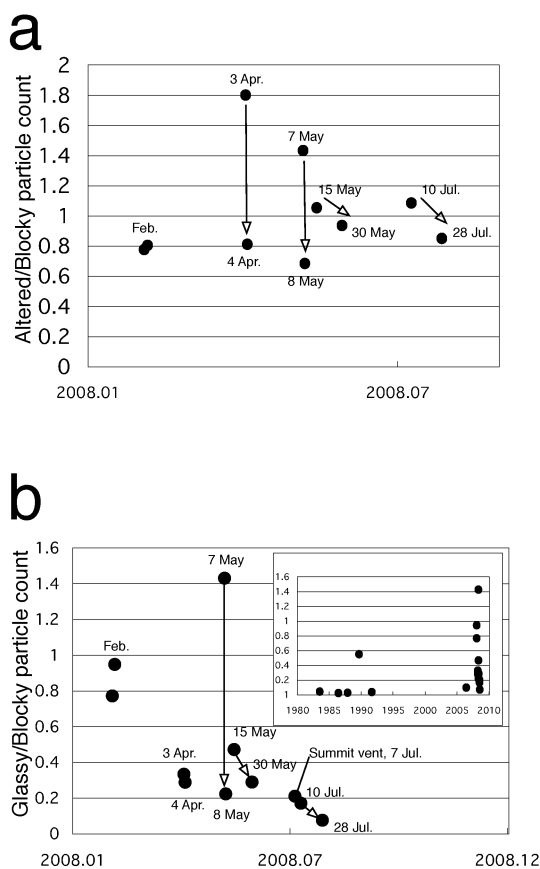 a
Altered/Blocky particle count
2
1.8
1.6
1.4
1.2
1
0.8
0.6
0.4
0.2
0
3 Apr.
7 May
15 May
10 Jul.
Feb.
30 May
28 Jul.
4 Apr.
8 May
2008.01
2008.07
b
Glassy/Blocky particle count
1.6
1.4
1.2
1
0.8
0.6
0.4
0.2
0
7 May
Feb.
15 May
3 Apr.
30 May
Summit vent, 7 Jul.
10 Jul.
4 Apr.
8 May
28 Jul.
2008.01
2008.07
2008.12
1.6
1.4
1.2
1
0.8
0.6
0.4
0.2
1
1980
1985
1990
1995
2000
2005
2010